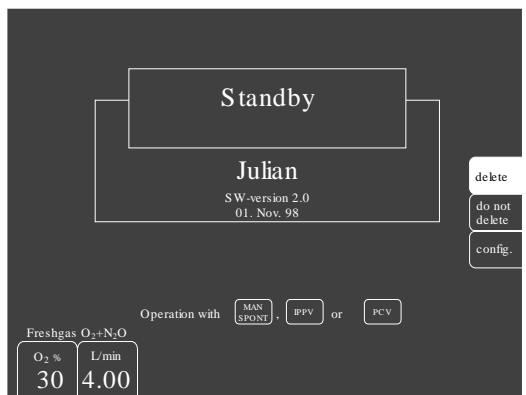 Standby
Julian
SW-version 2.0
01. Nov. 98
delete
do not
delete
config.
Operation with MAN SPONT , IPPV or PCV
Freshgas O₂+N₂O
O₂ % L/min
30 4.00